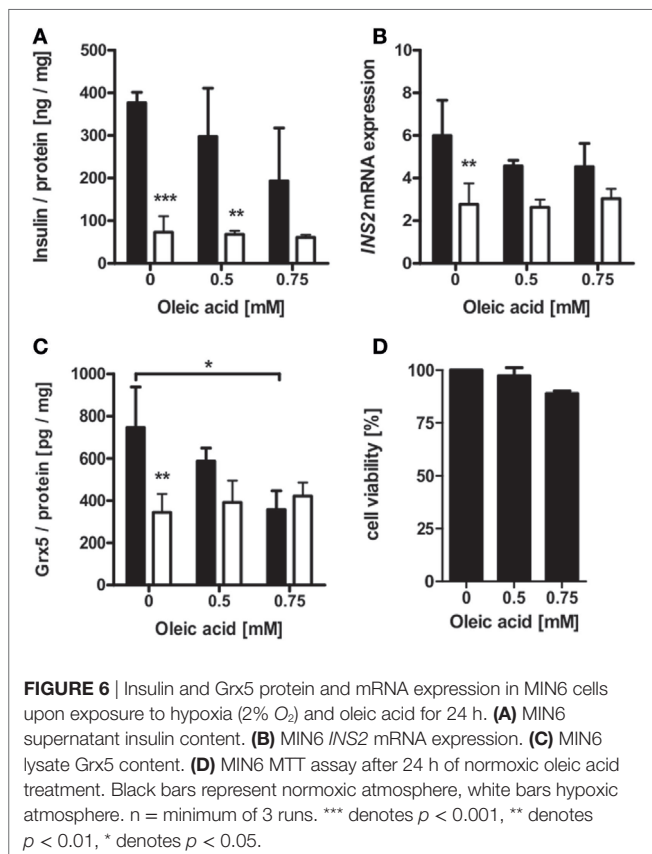 A
Insulin / protein [ng / mg]
500
400
300
200
100
0
***
**
0 0.5 0.75
Oleic acid [mM]
B
INS2 mRNA expression
10
8
6
4
2
0
**
0 0.5 0.75
Oleic acid [mM]
C
Grx5 / protein [pg / mg]
1000
800
600
400
200
0
*
**
0 0.5 0.75
Oleic acid [mM]
D
cell viability [%]
100
75
50
25
0
0 0.5 0.75
Oleic acid [mM]
FIGURE 6 | Insulin and Grx5 protein and mRNA expression in MIN6 cells
upon exposure to hypoxia (2% O₂) and oleic acid for 24 h. (A) MIN6
supernatant insulin content. (B) MIN6 INS2 mRNA expression. (C) MIN6
lysate Grx5 content. (D) MIN6 MTT assay after 24 h of normoxic oleic acid
treatment. Black bars represent normoxic atmosphere, white bars hypoxic
atmosphere. n = minimum of 3 runs. *** denotes p < 0.001, ** denotes
p < 0.01, * denotes p < 0.05.